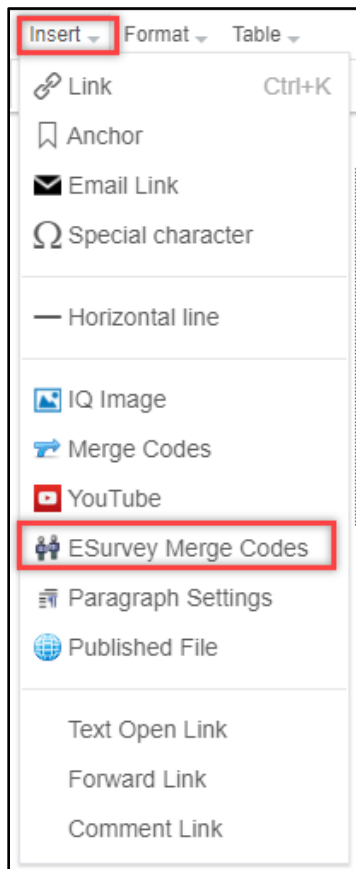 Insert Format Table
Link Ctrl+K
Anchor
Email Link
Special character
Horizontal line
IQ Image
Merge Codes
YouTube
ESurvey Merge Codes
Paragraph Settings
Published File
Text Open Link
Forward Link
Comment Link